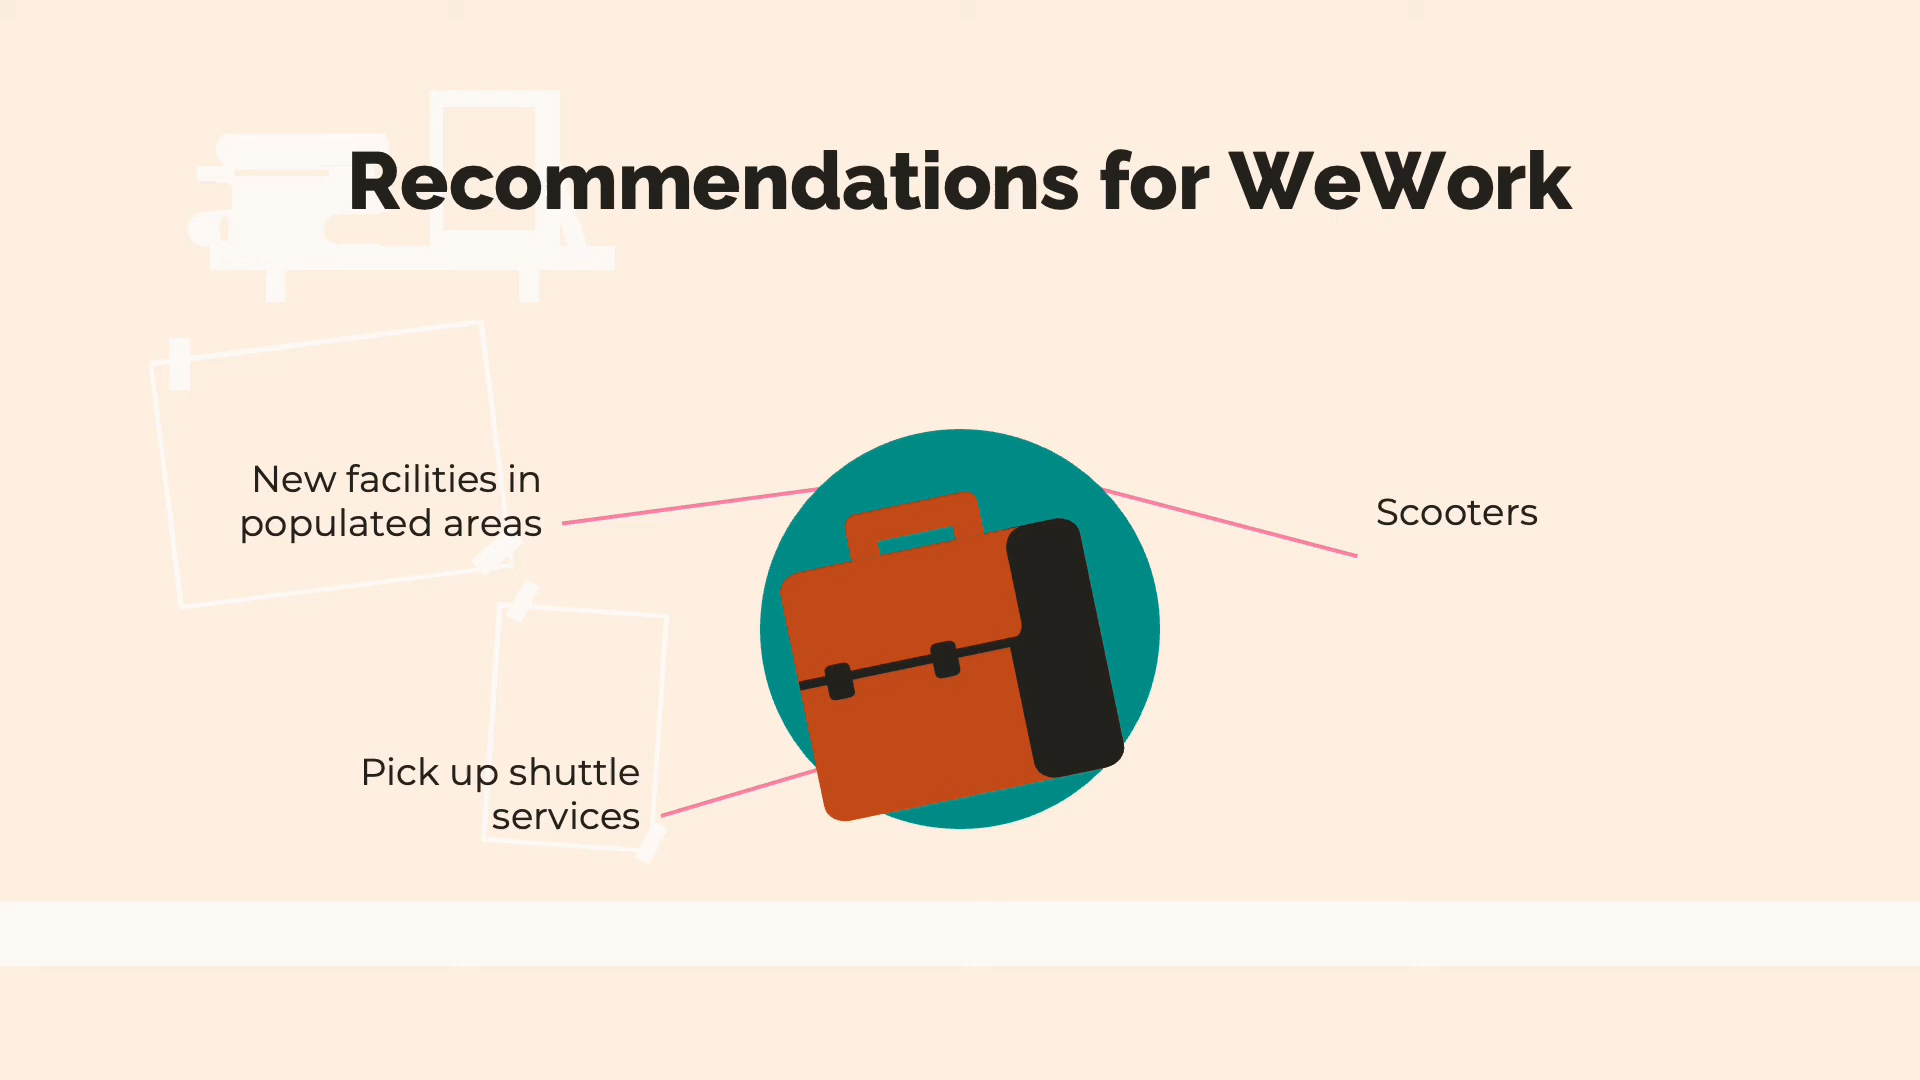 Recommendations for WeWork
New facilities in
populated areas
Scooters
Pick up shuttle
services